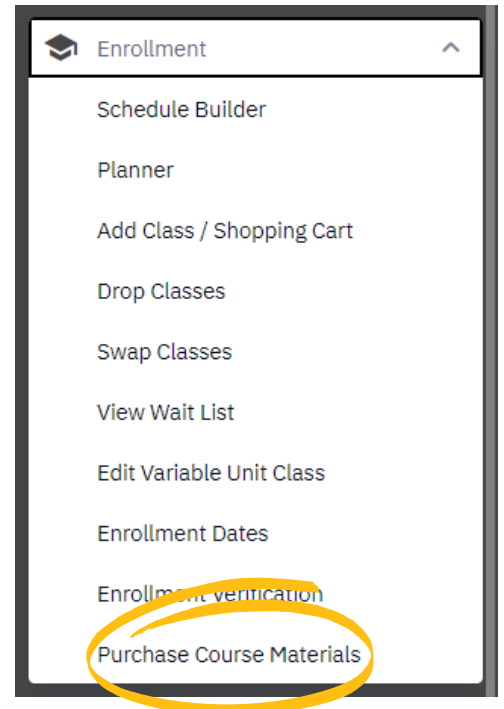 Enrollment
Schedule Builder
Planner
Add Class / Shopping Cart
Drop Classes
Swap Classes
View Wait List
Edit Variable Unit Class
Enrollment Dates
Enrollment Verification
Purchase Course Materials